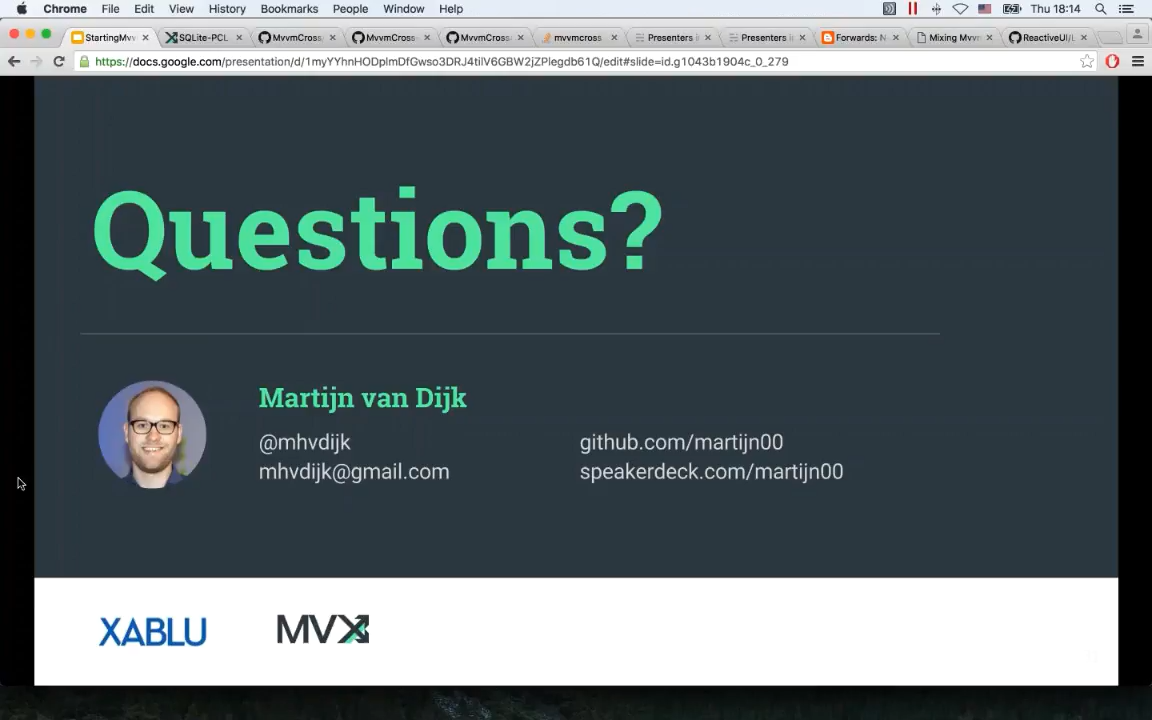 Chrome File Edit View History Bookmarks People Window Help Thu 18:14
StartingMvv SQLite-PCL MvvmCross MvvmCross MvvmCross mvvmcross Presenters i Presenters i Forwards: N Mixing Mvvm ReactiveUI/L
https://docs.google.com/presentation/d/1myYYhnHODplmDfGwso3DRJ4tilV6GBW2jZPlegdb61Q/edit#slide=id.g1043b1904c_0_279
Questions?
Martijn van Dijk
@mhvdijk github.com/martijn00
mhvdijk@gmail.com speakerdeck.com/martijn00
XABLU MVX